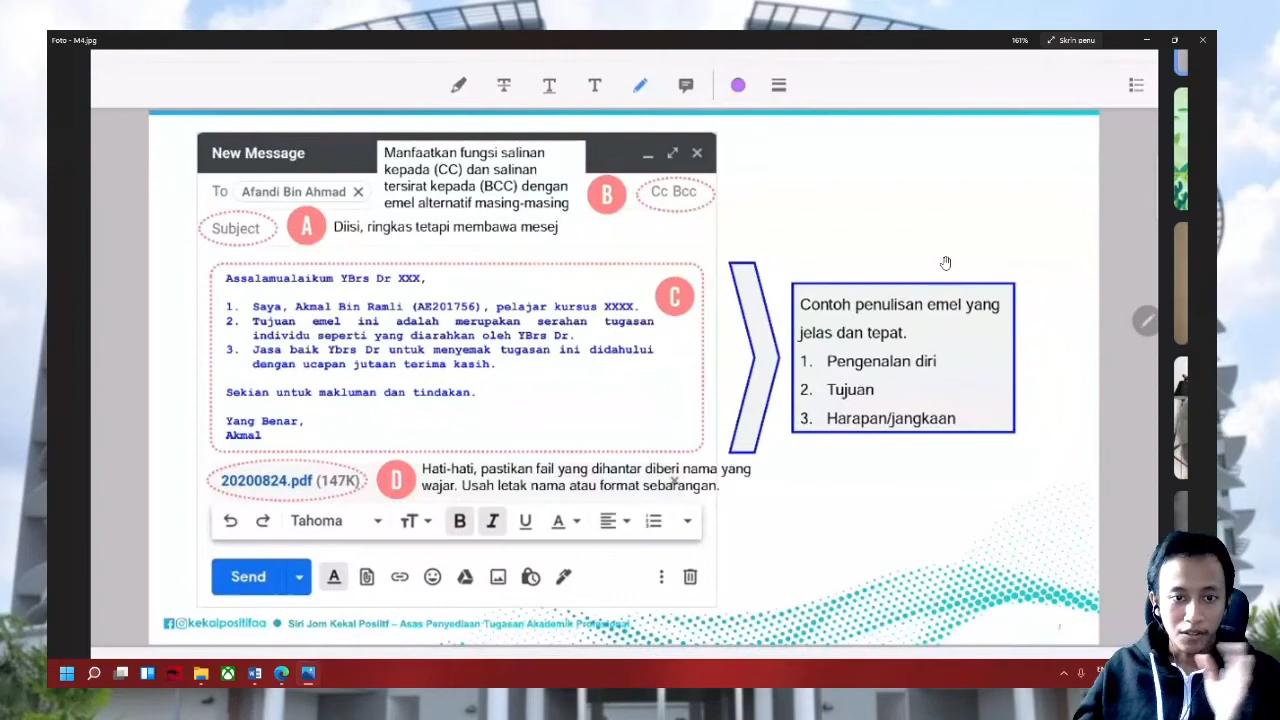 Foto - M4.jpg
161%
Skrin penu
New Message
Manfaatkan fungsi salinan
kepada (CC) dan salinan
tersirat kepada (BCC) dengan
emel alternatif masing-masing
To
Afandi Bin Ahmad
B
Cc Bcc
Subject
A
Diisi, ringkas tetapi membawa mesej
Assalamualaikum YBrs Dr XXX,
C
1. Saya, Akmal Bin Ramli (AE201756), pelajar kursus XXXX.
2. Tujuan emel ini adalah merupakan serahan tugasan
individu seperti yang diarahkan oleh YBrs Dr.
3. Jasa baik Ybrs Dr untuk menyemak tugasan ini didahului
dengan ucapan jutaan terima kasih.
Sekian untuk makluman dan tindakan.
Yang Benar,
Akmal
Contoh penulisan emel yang
jelas dan tepat.
1. Pengenalan diri
2. Tujuan
3. Harapan/jangkaan
20200824.pdf (147K)
D
Hati-hati, pastikan fail yang dihantar diberi nama yang
wajar. Usah letak nama atau format sebarangan.
Tahoma
Send
kekalpositifaa
Siri Jom Kekal Posiitf – Asas Penyediaan Tugasan Akademik Profesional